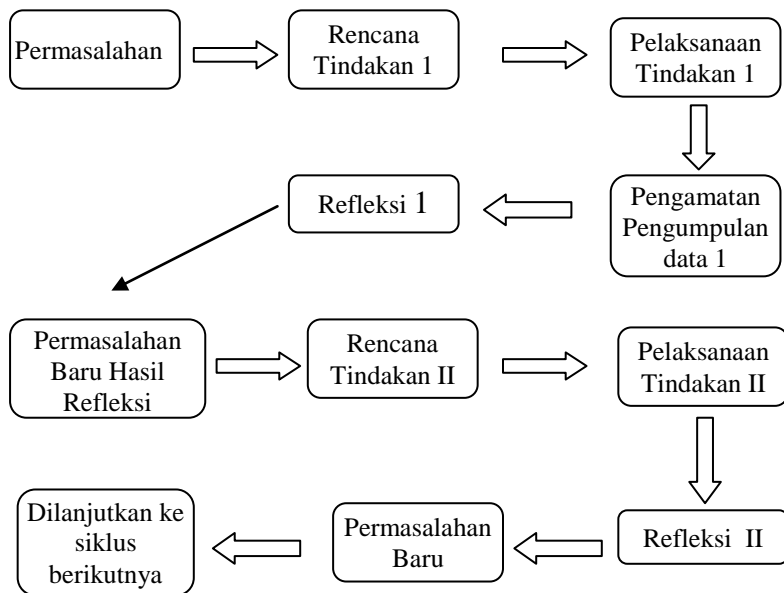 Permasalahan
Rencana
Tindakan 1
Pelaksanaan
Tindakan 1
Pengamatan
Pengumpulan
data 1
Refleksi 1
Permasalahan
Baru Hasil
Refleksi
Rencana
Tindakan II
Pelaksanaan
Tindakan II
Refleksi II
Permasalahan
Baru
Dilanjutkan ke
siklus
berikutnya